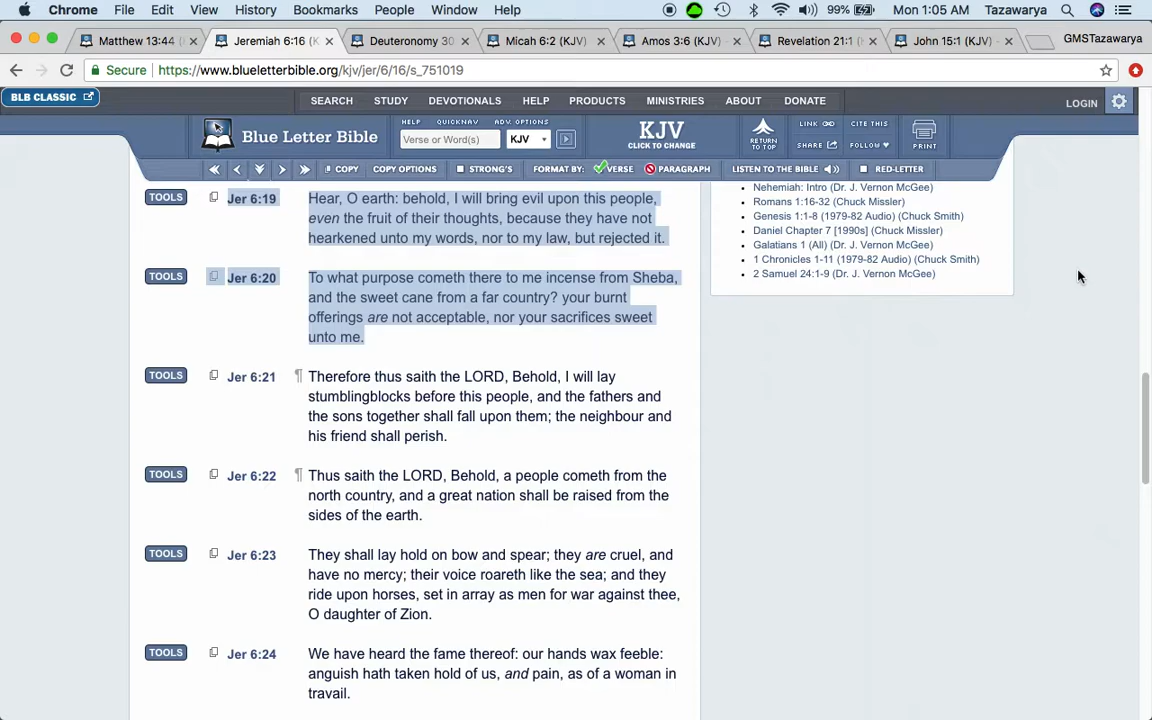 Chrome File Edit View History Bookmarks People Window Help 99% Mon 1:05 AM Tazawarya
Matthew 13:44 (KJV) Jeremiah 6:16 (KJV) Deuteronomy 30 Micah 6:2 (KJV) Amos 3:6 (KJV) Revelation 21:1 John 15:1 (KJV) GMSTazawarya
Secure https://www.blueletterbible.org/kjv/jer/6/16/s_751019
BLB CLASSIC SEARCH STUDY DEVOTIONALS HELP PRODUCTS MINISTRIES ABOUT DONATE LOGIN
Blue Letter Bible
HELP QUICKNAV ADV. OPTIONS
Verse or Word(s) KJV
KJV
CLICK TO CHANGE
RETURN
TO TOP
LINK CITE THIS
SHARE FOLLOW
PRINT
COPY COPY OPTIONS STRONG'S FORMAT BY: VERSE PARAGRAPH LISTEN TO THE BIBLE RED-LETTER
TOOLS Jer 6:19 Hear, O earth: behold, I will bring evil upon this people,
even the fruit of their thoughts, because they have not
hearkened unto my words, nor to my law, but rejected it.
TOOLS Jer 6:20 To what purpose cometh there to me incense from Sheba,
and the sweet cane from a far country? your burnt
offerings are not acceptable, nor your sacrifices sweet
unto me.
TOOLS Jer 6:21 ¶ Therefore thus saith the LORD, Behold, I will lay
stumblingblocks before this people, and the fathers and
the sons together shall fall upon them; the neighbour and
his friend shall perish.
TOOLS Jer 6:22 ¶ Thus saith the LORD, Behold, a people cometh from the
north country, and a great nation shall be raised from the
sides of the earth.
TOOLS Jer 6:23 They shall lay hold on bow and spear; they are cruel, and
have no mercy; their voice roareth like the sea; and they
ride upon horses, set in array as men for war against thee,
O daughter of Zion.
TOOLS Jer 6:24 We have heard the fame thereof: our hands wax feeble:
anguish hath taken hold of us, and pain, as of a woman in
travail.
Nehemiah: Intro (Dr. J. Vernon McGee)
Romans 1:16-32 (Chuck Missler)
Genesis 1:1-8 (1979-82 Audio) (Chuck Smith)
Daniel Chapter 7 [1990s] (Chuck Missler)
Galatians 1 (All) (Dr. J. Vernon McGee)
1 Chronicles 1-11 (1979-82 Audio) (Chuck Smith)
2 Samuel 24:1-9 (Dr. J. Vernon McGee)